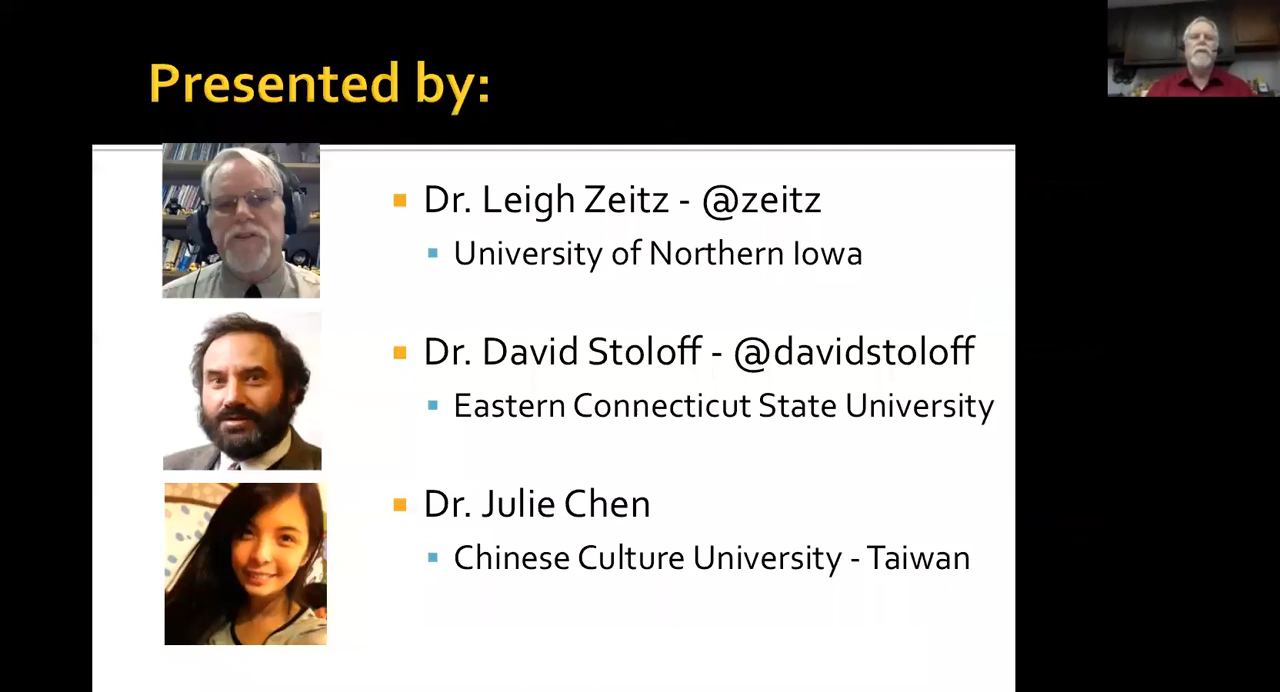 Presented by:
Dr. Leigh Zeitz - @zeitz
University of Northern Iowa
Dr. David Stoloff - @davidstoloff
Eastern Connecticut State University
Dr. Julie Chen
Chinese Culture University - Taiwan